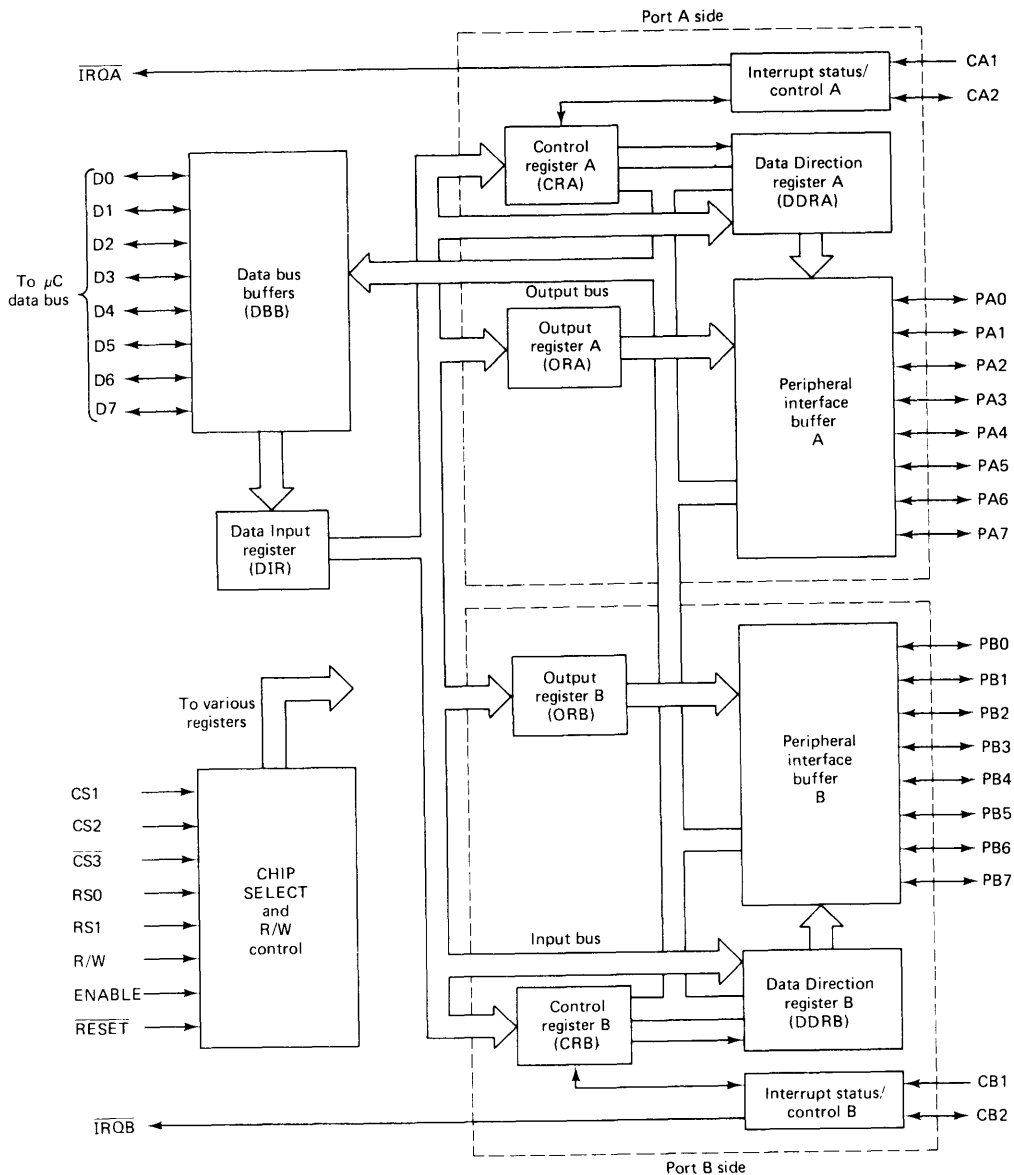 Port A side
IRQA
Interrupt status/
control A
CA1
CA2
Control
register A
(CRA)
Data Direction
register A
(DDRA)
D0
D1
D2
D3
D4
D5
D6
D7
To μC
data bus
Data bus
buffers
(DBB)
Output bus
Output
register A
(ORA)
Peripheral
interface
buffer
A
PA0
PA1
PA2
PA3
PA4
PA5
PA6
PA7
Data Input
register
(DIR)
To various
registers
Output
register B
(ORB)
Peripheral
interface
buffer
B
PB0
PB1
PB2
PB3
PB4
PB5
PB6
PB7
CS1
CS2
CS3
RS0
RS1
R/W
ENABLE
RESET
CHIP
SELECT
and
R/W
control
Input bus
Control
register B
(CRB)
Data Direction
register B
(DDRB)
Interrupt status/
control B
CB1
CB2
IRQB
Port B side